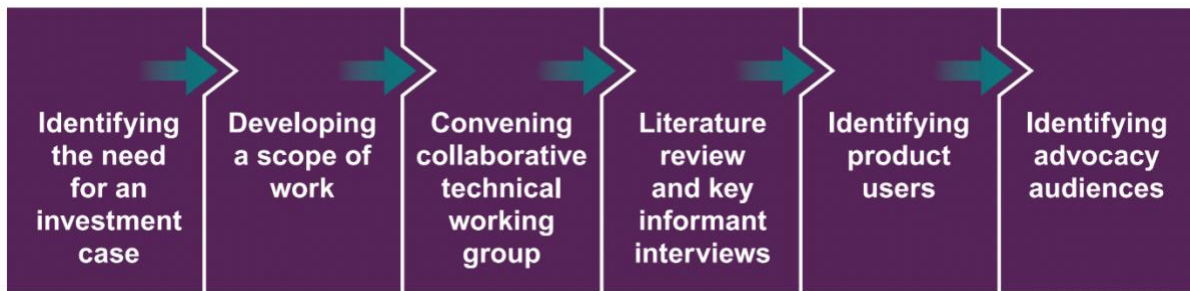 Identifying
the need
for an
investment
case
Developing
a scope of
work
Convening
collaborative
technical
working
group
Literature
review
and key
informant
interviews
Identifying
product
users
Identifying
advocacy
audiences